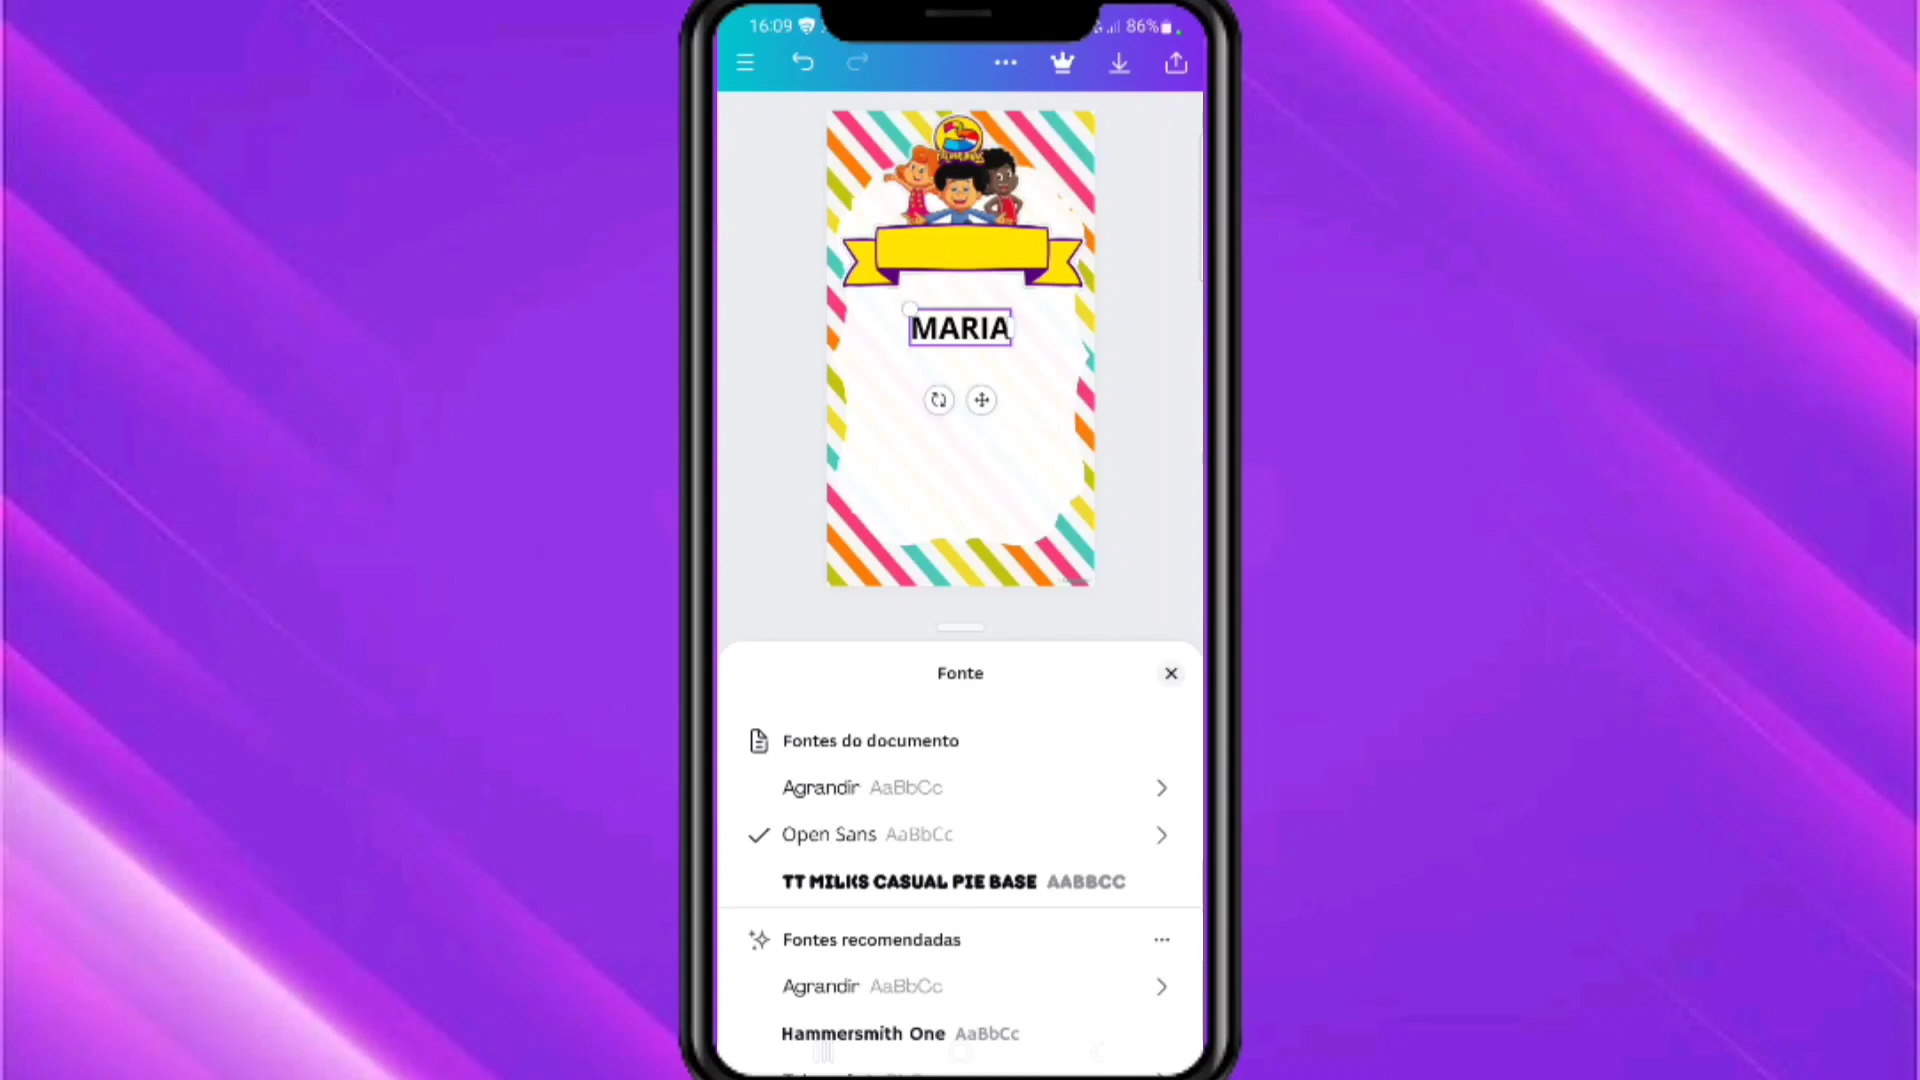 16:09
86%
MARIA
Fonte
Fontes do documento
Agrandir AaBbCc
Open Sans AaBbCc
TT MILKS CASUAL PIE BASE AABBCC
Fontes recomendadas
Agrandir AaBbCc
Hammersmith One AaBbCc